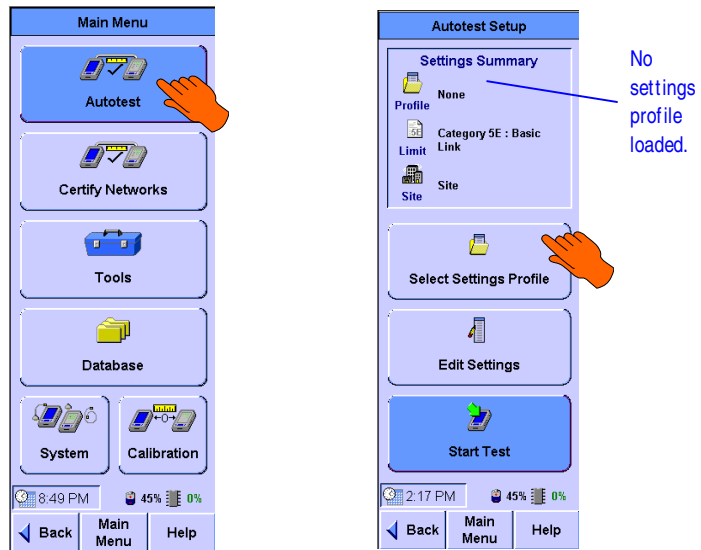 Main Menu
Autotest
Certify Networks
Tools
Database
System
Calibration
8:49 PM
45%
0%
Back
Main
Menu
Help
Autotest Setup
Settings Summary
Profile
None
5E
Limit
Category 5E : Basic
Link
Site
Site
Select Settings Profile
Edit Settings
Start Test
2:17 PM
45%
0%
Back
Main
Menu
Help
No
settings
profile
loaded.